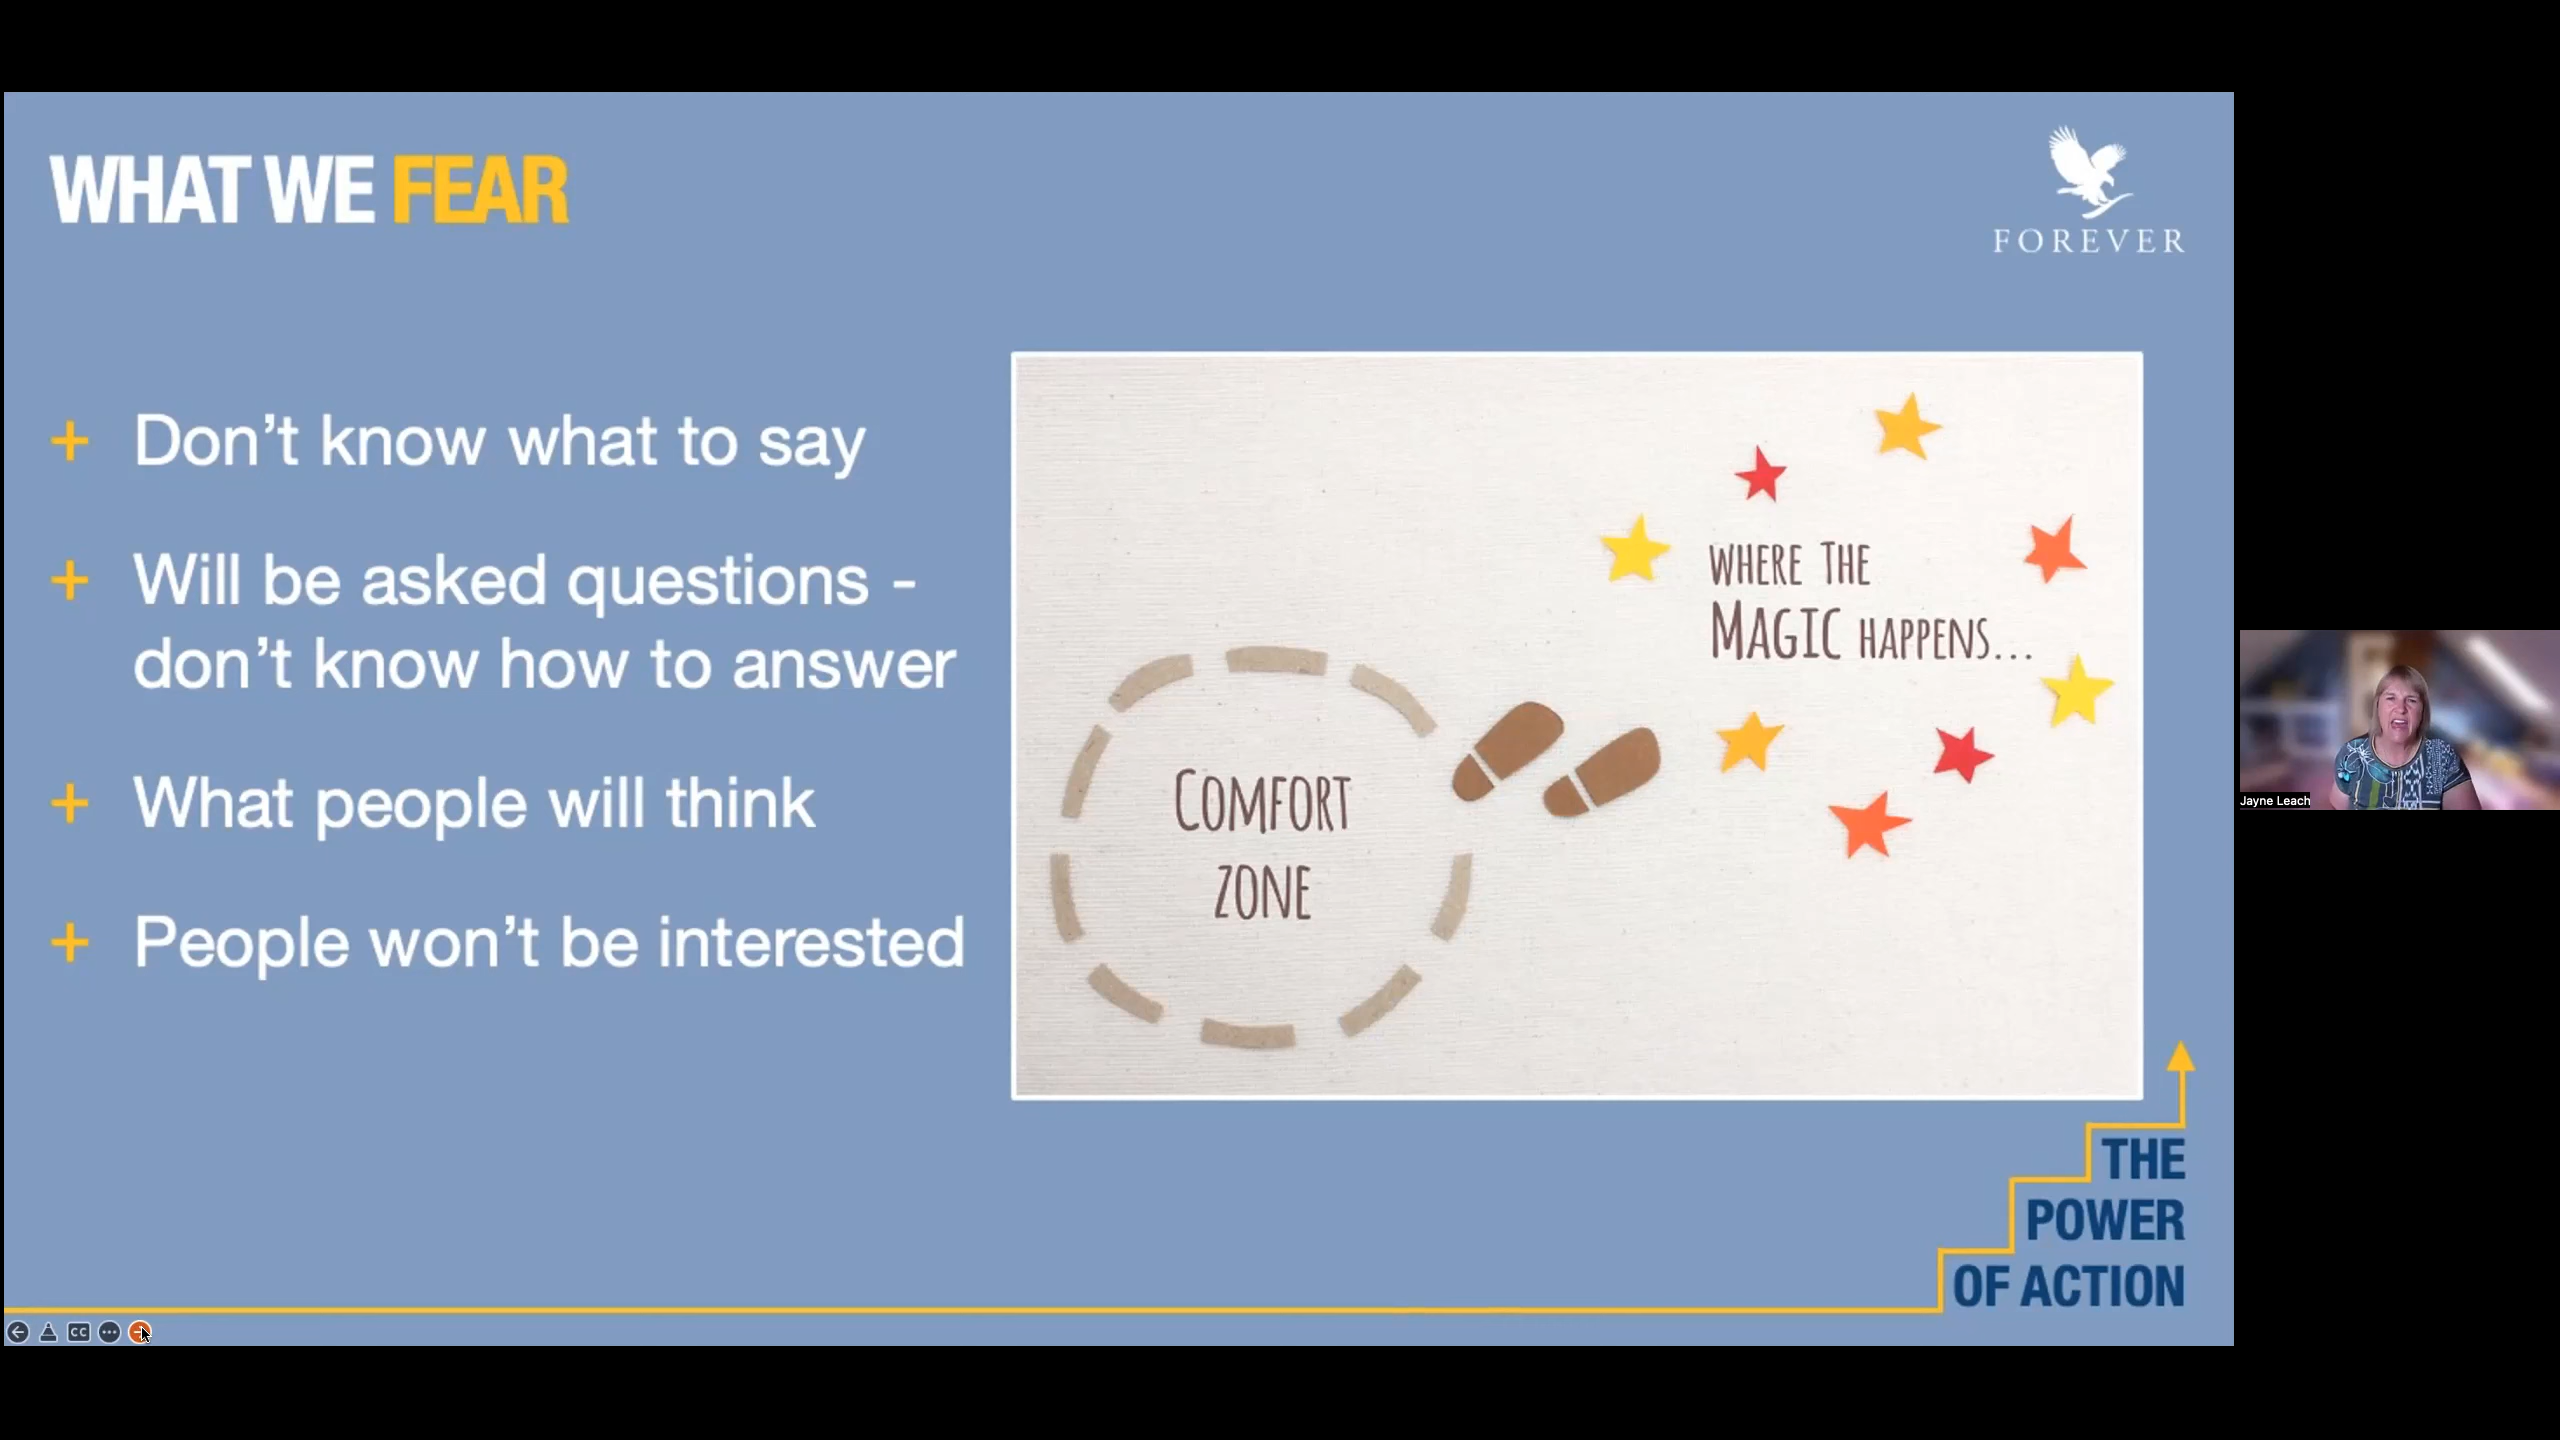 WHAT WE FEAR
FOREVER
+ Don’t know what to say
+ Will be asked questions -
don’t know how to answer
+ What people will think
+ People won’t be interested
WHERE THE
MAGIC HAPPENS...
COMFORT
ZONE
Jayne Leach
THE
POWER
OF ACTION
CC